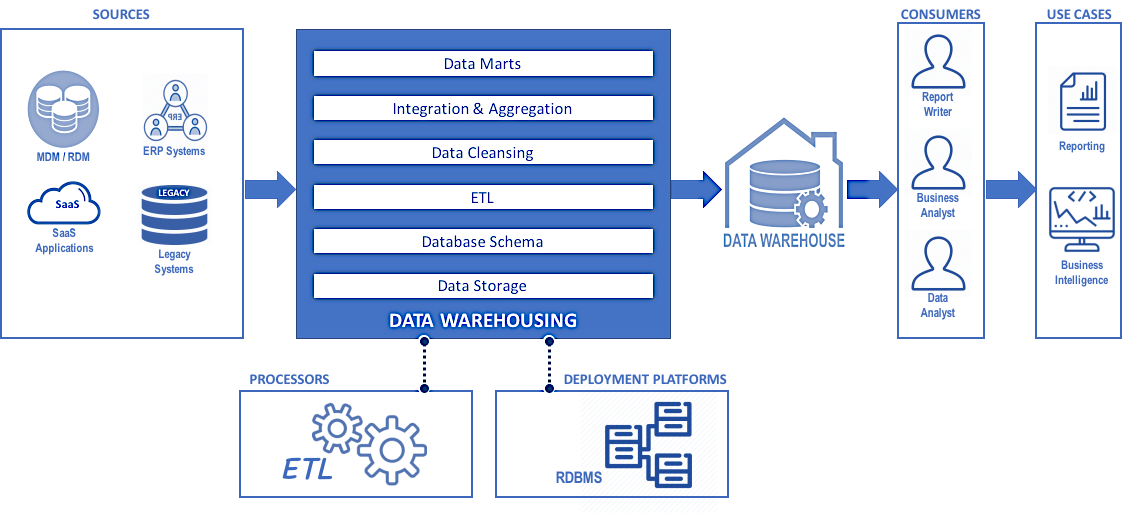 SOURCES
CONSUMERS
USE CASES
MDM / RDM
ERP
ERP Systems
SaaS
SaaS
Applications
LEGACY
Legacy
Systems
Data Marts
Integration & Aggregation
Data Cleansing
ETL
Database Schema
Data Storage
DATA WAREHOUSING
DATA WAREHOUSE
Report
Writer
Business
Analyst
Data
Analyst
Reporting
</>
Business
Intelligence
PROCESSORS
ETL
DEPLOYMENT PLATFORMS
RDBMS